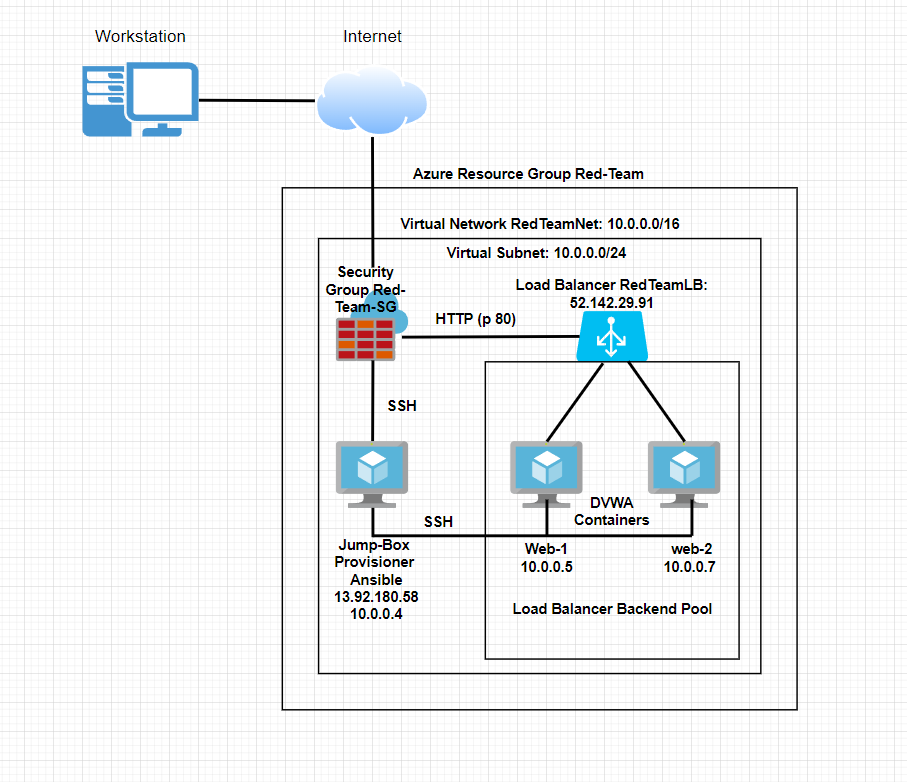 Workstation
Internet
Azure Resource Group Red-Team
Virtual Network RedTeamNet: 10.0.0.0/16
Virtual Subnet: 10.0.0.0/24
Security
Group Red-
Team-SG
Load Balancer RedTeamLB:
52.142.29.91
HTTP (p 80)
SSH
DVWA
Containers
SSH
Jump-Box
Provisioner
Ansible
13.92.180.58
10.0.0.4
Web-1
10.0.0.5
web-2
10.0.0.7
Load Balancer Backend Pool